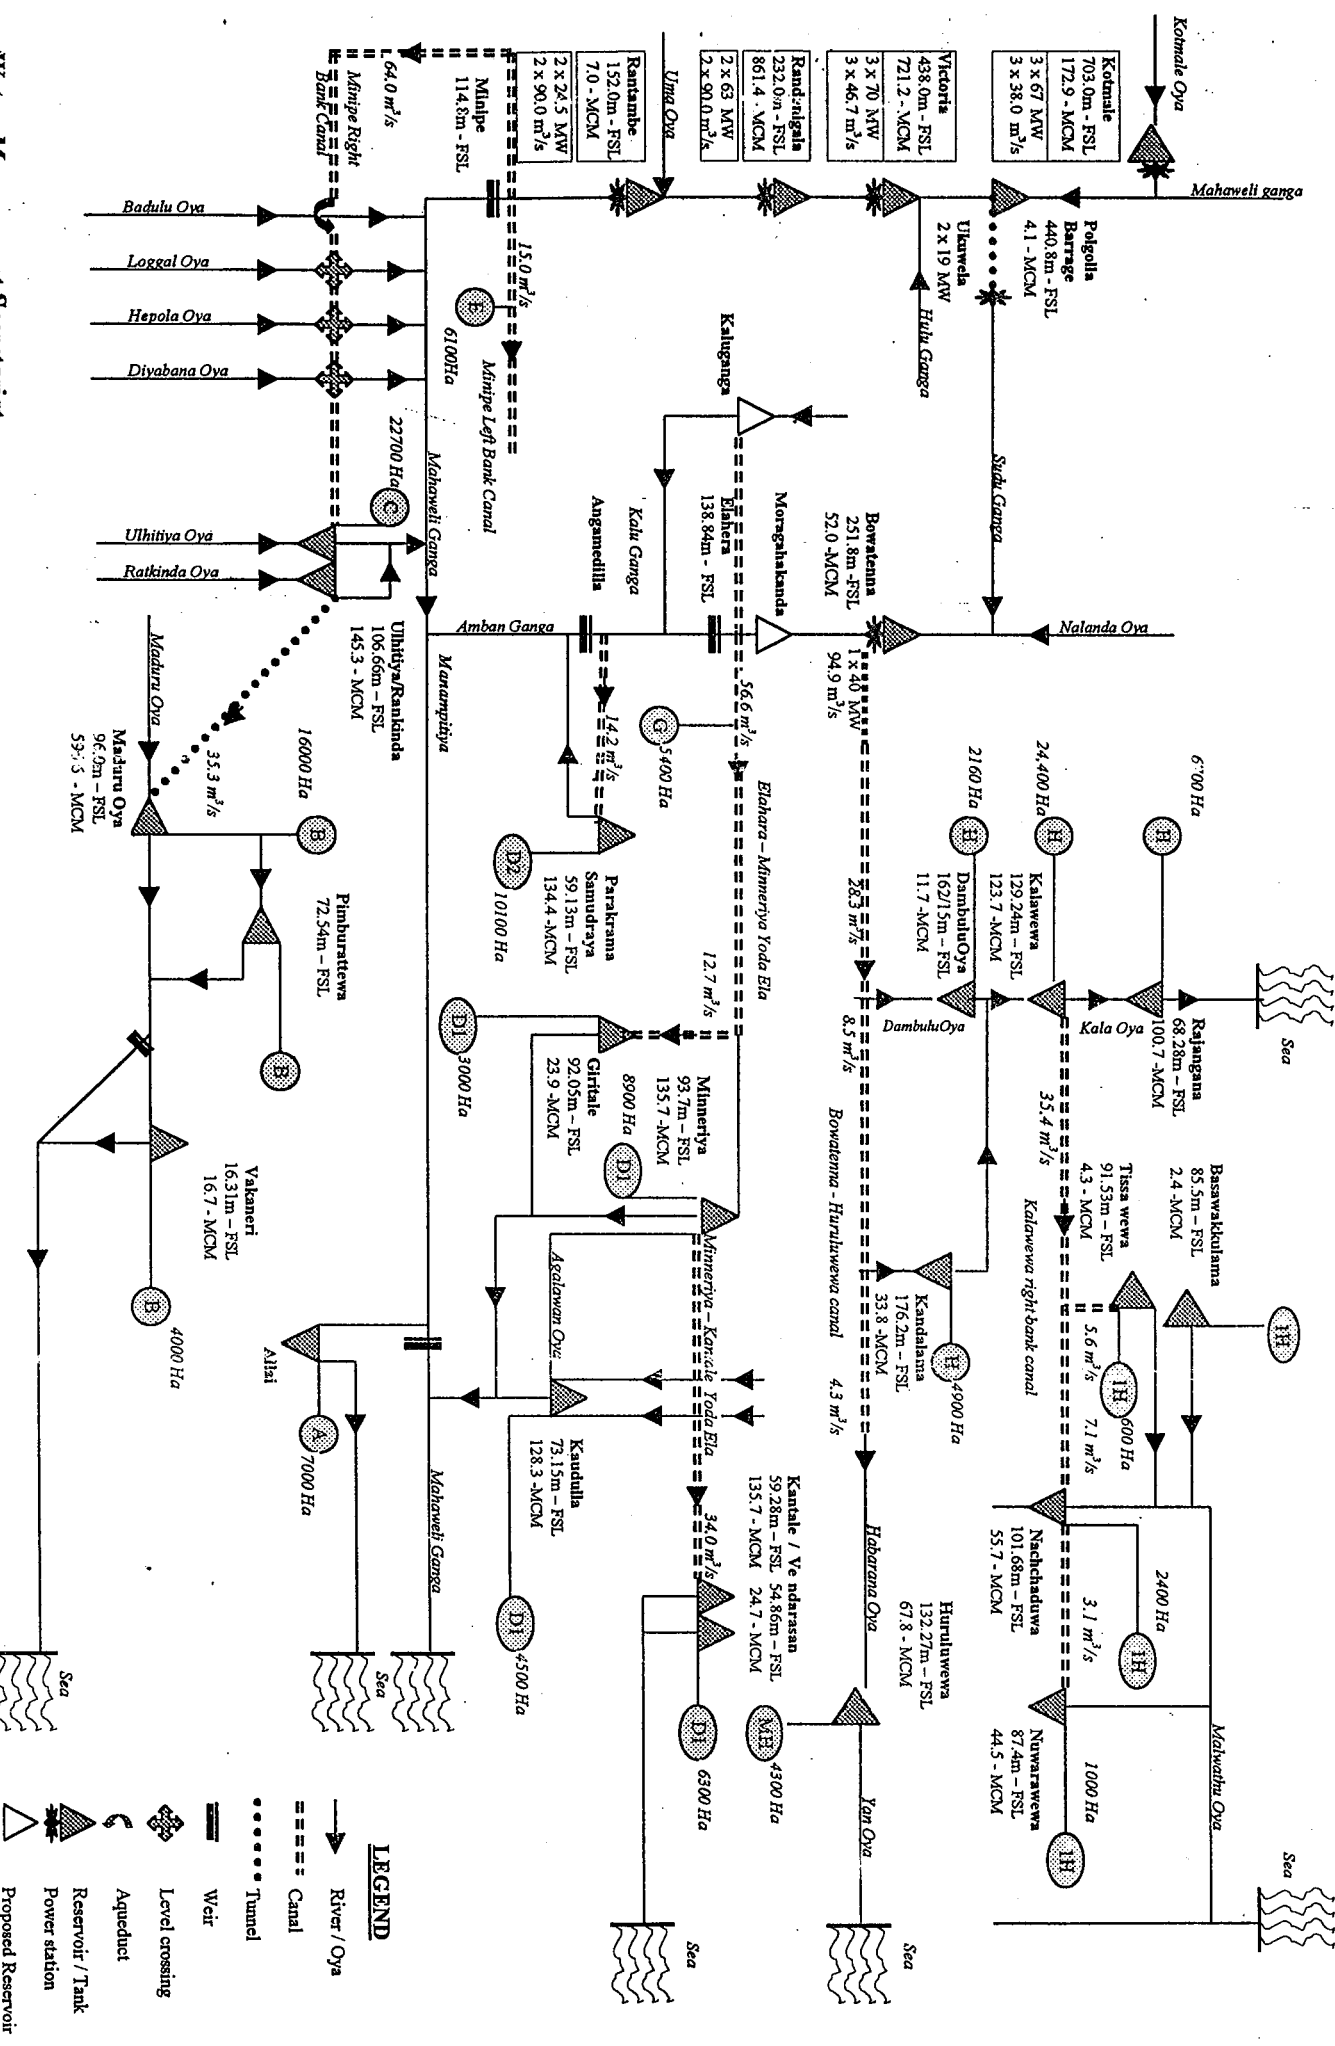 Kotmale Oya
Mahaweli ganga
Kotmale
703.0m - FSL
172.9 - MCM
3 x 67 MW
3 x 38.0 m³/s
Polgolla
Barrage
440.8m - FSL
4.1 - MCM
Victoria
438.0m - FSL
721.2 - MCM
3 x 70 MW
3 x 46.7 m³/s
Ukuwela
2 x 19 MW
Hulu Ganga
Sudu Ganga
Nalanda Oya
Randenigala
232.0m - FSL
861.4 - MCM
2 x 63 MW
2 x 90.0 m³/s
Uma Oya
Rantambe
152.0m - FSL
7.0 - MCM
2 x 24.5 MW
2 x 90.0 m³/s
Minipe
114.8m - FSL
64.0 m³/s
Minipe Right
Bank Canal
15.0 m³/s
E
6100Ha
Minipe Left Bank Canal
Badulu Oya
Loggal Oya
Hepola Oya
Diyabana Oya
22700 Ha
C
Mahaweli Ganga
Ulhitiya Oya
Ratkinda Oya
Ulhitiya/Rankinda
106.66m – FSL
145.3 - MCM
Kaluganga
Kalu Ganga
Moragahakanda
Elahera
138.84m - FSL
Angamedilla
Bowatenna
251.8m -FSL
52.0 -MCM
1 x 40 MW
94.9 m³/s
Amban Ganga
Manampitiya
56.6 m³/s
G
5400 Ha
14.2 m³/s
Elahara – Minneriya Yoda Ela
D2
10100 Ha
Parakrama
Samudraya
59.13m – FSL
134.4 -MCM
Maduru Oya
35.3 m³/s
Maduru Oya
96.0m – FSL
MCM
16000 Ha
B
Pimburattewa
72.54m – FSL
B
Vakaneri
16.31m – FSL
16.7 - MCM
B
4000 Ha
Sea
28.3 m³/s
2160 Ha
H
DambuluOya
162/15m – FSL
11.7 -MCM
24,400 Ha
H
Kalawewa
129.24m – FSL
123.7 -MCM
H
Rajangana
68.28m – FSL
100.7 -MCM
Sea
DambuluOya
Kala Oya
8.5 m³/s
35.4 m³/s
Bowatenna - Huruluwewa canal
Kalawewa right bank canal
Kandalama
176.2m – FSL
33.8 -MCM
H
4900 Ha
4.3 m³/s
Tissa wewa
91.53m – FSL
4.3 - MCM
Basawakkulama
85.5m – FSL
2.4 -MCM
IH
5.6 m³/s
IH
600 Ha
7.1 m³/s
Nachchaduwa
101.68m – FSL
55.7 - MCM
2400 Ha
IH
3.1 m³/s
Nuwarawewa
87.4m – FSL
44.5 - MCM
1000 Ha
IH
Malwathu Oya
Sea
Habarana Oya
Huruluwewa
132.27m – FSL
67.8 - MCM
MH
4300 Ha
Yan Oya
Sea
12.7 m³/s
D1
3000 Ha
Giritale
92.05m – FSL
23.9 -MCM
Minneriya
93.7m – FSL
135.7 -MCM
8900 Ha
D1
Minneriya – Kantale Yoda Ela
Agalawan Oya
Kaudulla
73.15m – FSL
128.3 -MCM
D1
4500 Ha
34.0 m³/s
Kantale / Vendarasan
59.28m – FSL 54.86m – FSL
135.7 - MCM 24.7 - MCM
D1
6300 Ha
Sea
A
7000 Ha
Mahaweli Ganga
Sea
LEGEND
River / Oya
Canal
Tunnel
Weir
Level crossing
Aqueduct
Reservoir / Tank
Power station
Proposed Reservoir